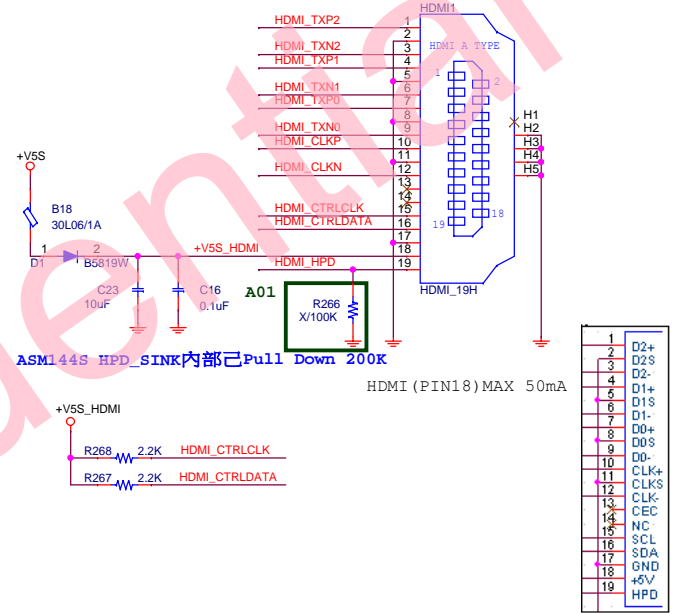 HDMI1
HDMI_TXP2
1
2
HDMI_TXN2
3
HDMI A TYPE
HDMI_TXP1
4
5
1
2
HDMI_TXN1
6
HDMI_TXP0
7
8
H1
HDMI_TXN0
9
H2
HDMI_CLKP
10
H3
11
H4
HDMI_CLKN
12
H5
13
14
HDMI_CTRLCLK
15
HDMI_CTRLDATA
16
19
18
17
+V5S_HDMI
18
HDMI_HPD
19
HDMI_19H
+V5S
B18
30L06/1A
1
2
D1
B5819W
C23
10uF
C16
0.1uF
A01
R266
X/100K
ASM144S HPD_SINK內部已Pull Down 200K
HDMI(PIN18)MAX 50mA
+V5S_HDMI
R268
2.2K
HDMI_CTRLCLK
R267
2.2K
HDMI_CTRLDATA
1 D2+
2 D2S
3 D2-
4 D1+
5 D1S
6 D1-
7 D0+
8 D0S
9 D0-
10 CLK+
11 CLKS
12 CLK-
13 CEC
14 NC
15 SCL
16 SDA
17 GND
18 +5V
19 HPD
dential